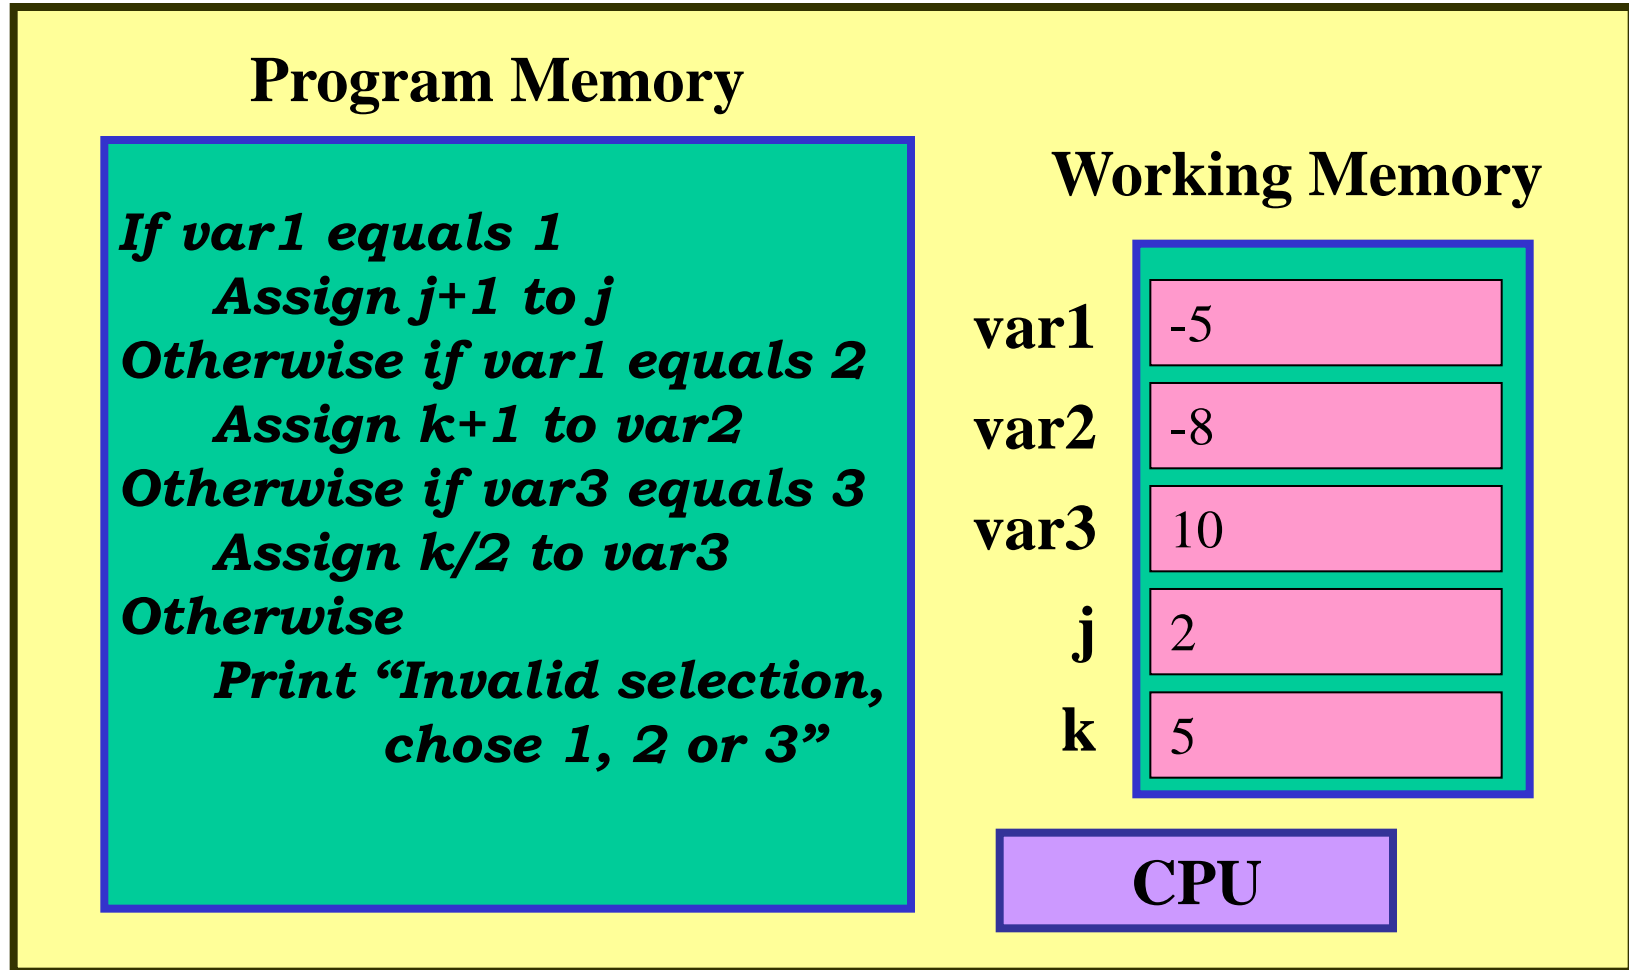 Program Memory
If var1 equals 1
Assign j+1 to j
Otherwise if var1 equals 2
Assign k+1 to var2
Otherwise if var3 equals 3
Assign k/2 to var3
Otherwise
Print “Invalid selection,
chose 1, 2 or 3”
Working Memory
var1 -5
var2 -8
var3 10
j 2
k 5
CPU